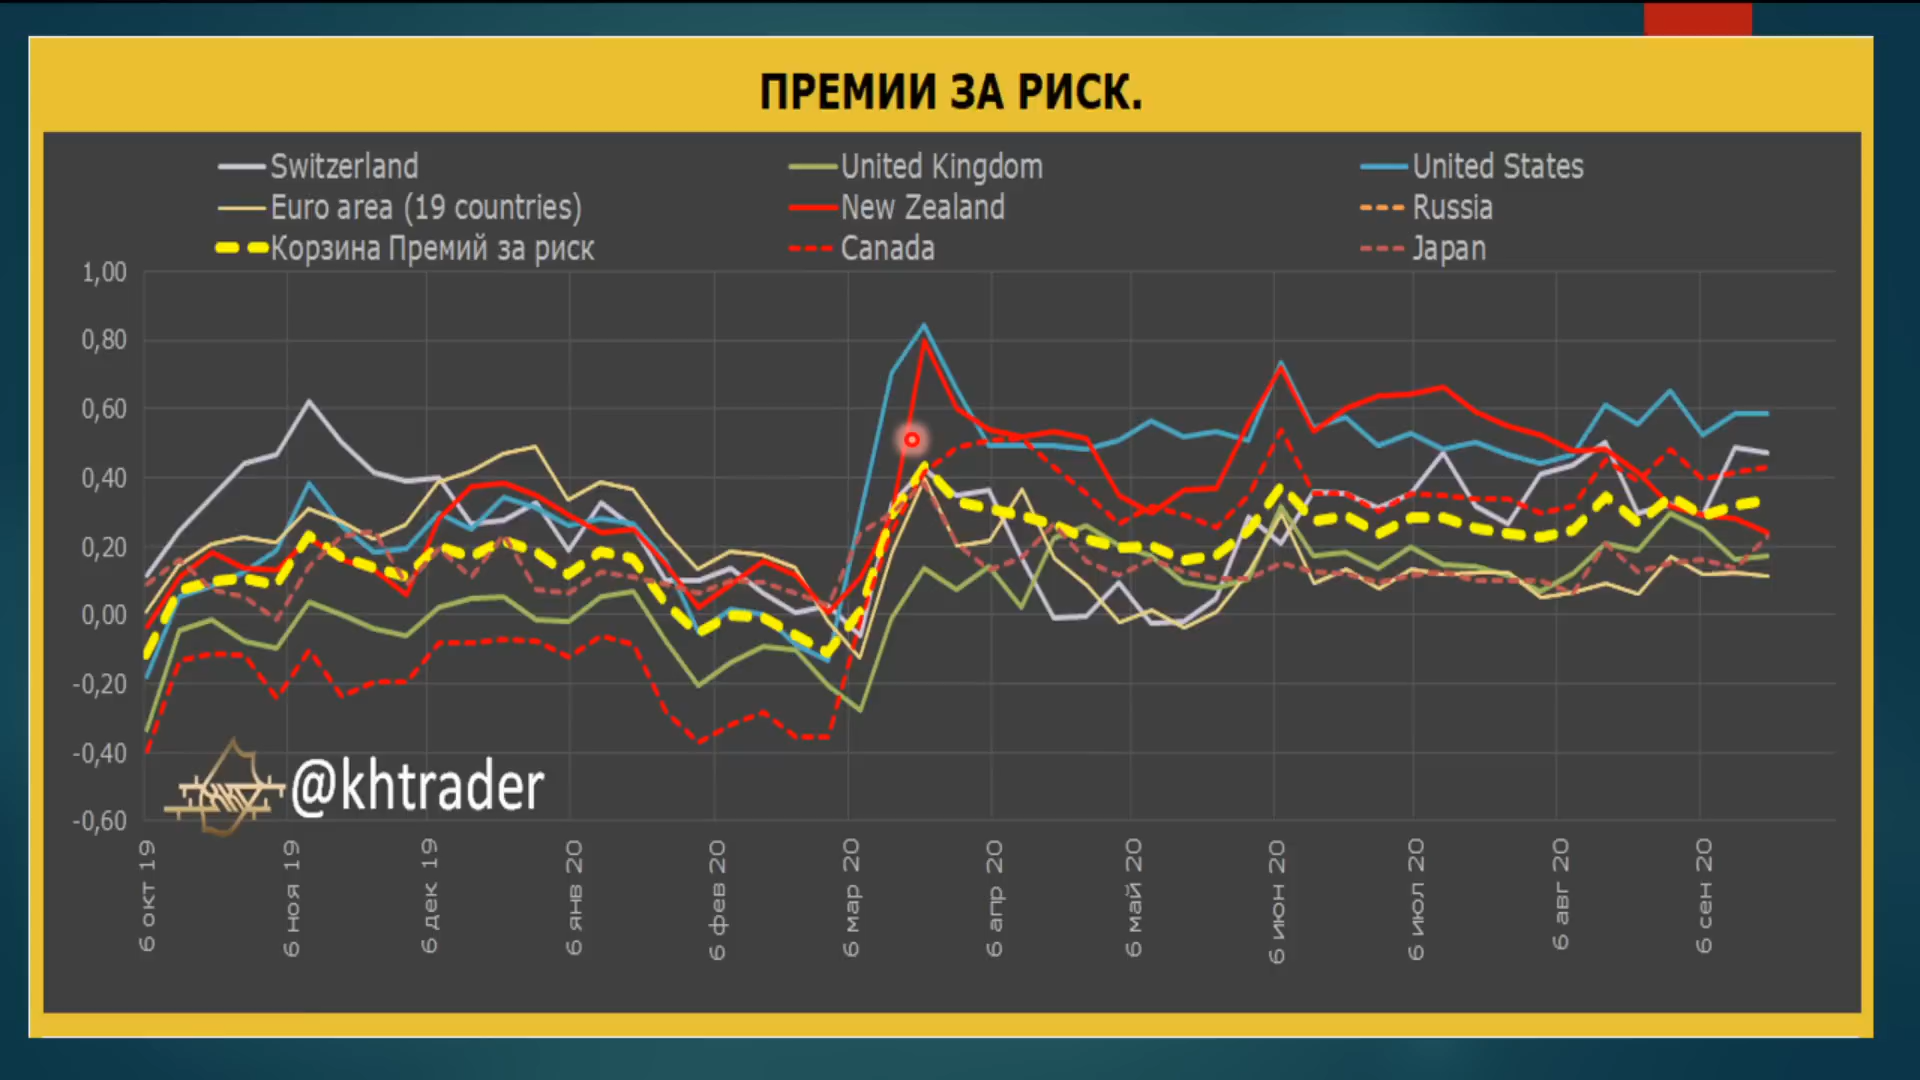 ПРЕМИИ ЗА РИСК.
Switzerland United Kingdom United States
Euro area (19 countries) New Zealand Russia
Корзина Премий за риск Canada Japan
1,00
0,80
0,60
0,40
0,20
0,00
-0,20
-0,40
-0,60
@khtrader
6 окт 19
6 ноя 19
6 дек 19
6 янв 20
6 фев 20
6 мар 20
6 апр 20
6 май 20
6 июн 20
6 июл 20
6 авг 20
6 сен 20